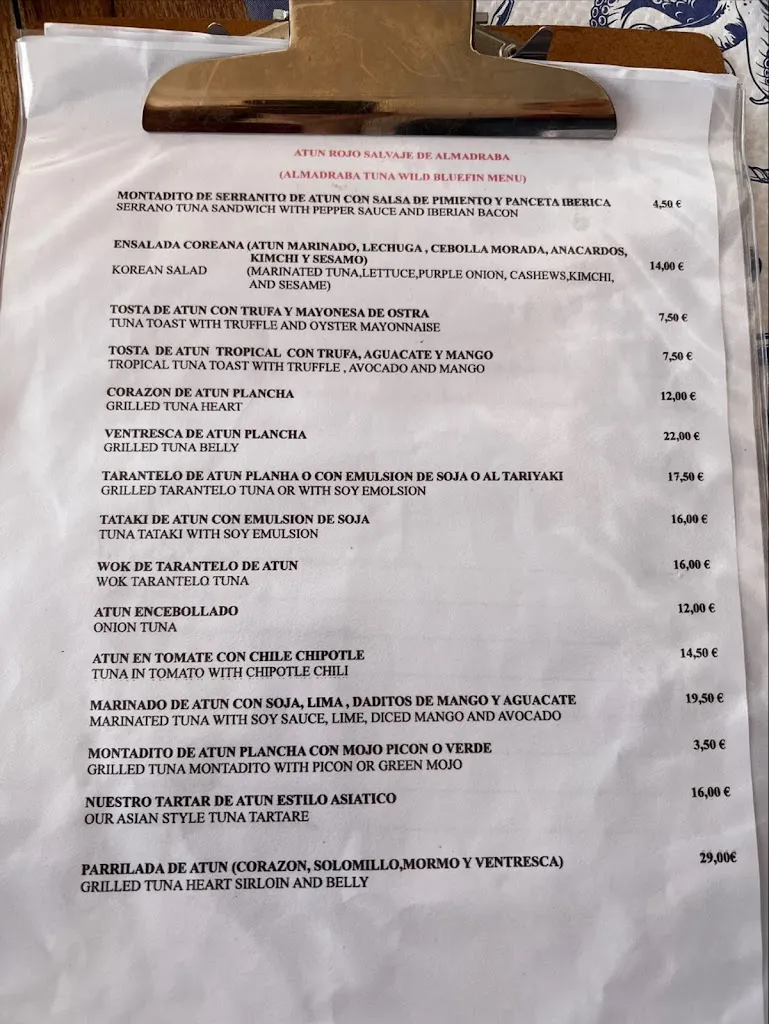 ATUN ROJO SALVAJE DE ALMADRABA
(ALMADRABA TUNA WILD BLUEFIN MENU)
MONTADITO DE SERRANITO DE ATUN CON SALSA DE PIMIENTO Y PANCETA IBERICA 4,50 €
SERRANO TUNA SANDWICH WITH PEPPER SAUCE AND IBERIAN BACON
ENSALADA COREANA (ATUN MARINADO, LECHUGA , CEBOLLA MORADA, ANACARDOS,
KIMCHI Y SESAMO) 14,00 €
KOREAN SALAD (MARINATED TUNA,LETTUCE,PURPLE ONION, CASHEWS,KIMCHI,
AND SESAME)
TOSTA DE ATUN CON TRUFA Y MAYONESA DE OSTRA 7,50 €
TUNA TOAST WITH TRUFFLE AND OYSTER MAYONNAISE
TOSTA DE ATUN TROPICAL CON TRUFA, AGUACATE Y MANGO 7,50 €
TROPICAL TUNA TOAST WITH TRUFFLE , AVOCADO AND MANGO
CORAZON DE ATUN PLANCHA 12,00 €
GRILLED TUNA HEART
VENTRESCA DE ATUN PLANCHA 22,00 €
GRILLED TUNA BELLY
TARANTELO DE ATUN PLANHA O CON EMULSION DE SOJA O AL TARIYAKI 17,50 €
GRILLED TARANTELO TUNA OR WITH SOY EMOLSION
TATAKI DE ATUN CON EMULSION DE SOJA 16,00 €
TUNA TATAKI WITH SOY EMULSION
WOK DE TARANTELO DE ATUN 16,00 €
WOK TARANTELO TUNA
ATUN ENCEBOLLADO 12,00 €
ONION TUNA
ATUN EN TOMATE CON CHILE CHIPOTLE 14,50 €
TUNA IN TOMATO WITH CHIPOTLE CHILI
MARINADO DE ATUN CON SOJA, LIMA , DADITOS DE MANGO Y AGUACATE 19,50 €
MARINATED TUNA WITH SOY SAUCE, LIME, DICED MANGO AND AVOCADO
MONTADITO DE ATUN PLANCHA CON MOJO PICON O VERDE 3,50 €
GRILLED TUNA MONTADITO WITH PICON OR GREEN MOJO
NUESTRO TARTAR DE ATUN ESTILO ASIATICO 16,00 €
OUR ASIAN STYLE TUNA TARTARE
PARRILADA DE ATUN (CORAZON, SOLOMILLO,MORMO Y VENTRESCA) 29,00€
GRILLED TUNA HEART SIRLOIN AND BELLY